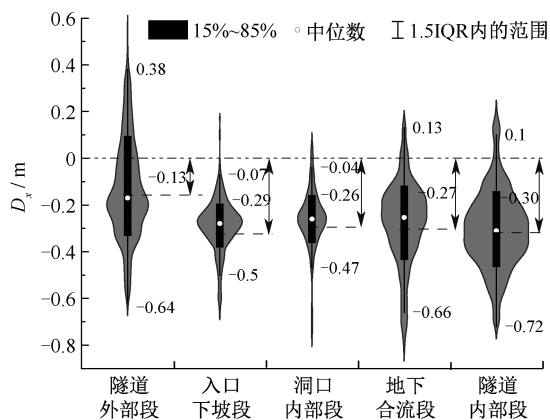 15%~85%
中位数
1.5IQR内的范围
D_x / m
0.6
0.4
0.2
0
−0.2
−0.4
−0.6
−0.8
0.38
−0.13
−0.64
−0.07
−0.29
−0.5
−0.04
−0.26
−0.47
0.13
−0.27
−0.66
0.1
−0.30
−0.72
隧道
外部段
入口
下坡段
洞口
内部段
地下
合流段
隧道
内部段